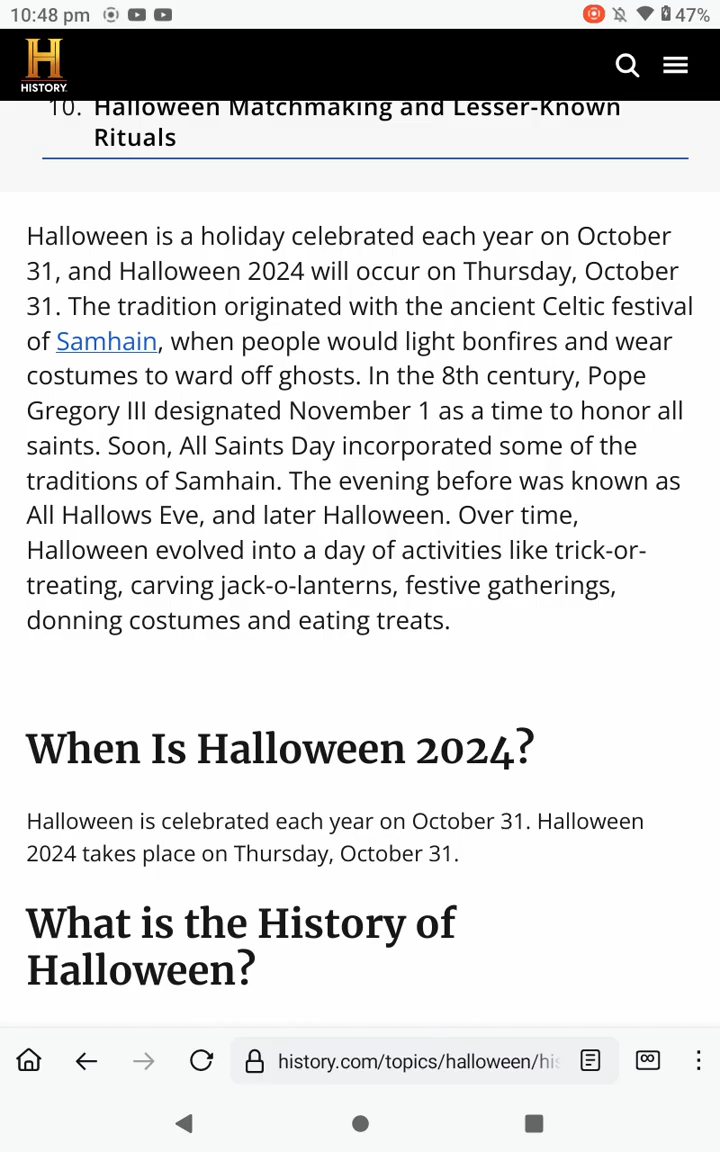 10:48 pm
47%
H
HISTORY.
10. Halloween Matchmaking and Lesser-Known
Rituals
Halloween is a holiday celebrated each year on October
31, and Halloween 2024 will occur on Thursday, October
31. The tradition originated with the ancient Celtic festival
of Samhain, when people would light bonfires and wear
costumes to ward off ghosts. In the 8th century, Pope
Gregory III designated November 1 as a time to honor all
saints. Soon, All Saints Day incorporated some of the
traditions of Samhain. The evening before was known as
All Hallows Eve, and later Halloween. Over time,
Halloween evolved into a day of activities like trick-or-
treating, carving jack-o-lanterns, festive gatherings,
donning costumes and eating treats.
When Is Halloween 2024?
Halloween is celebrated each year on October 31. Halloween
2024 takes place on Thursday, October 31.
What is the History of
Halloween?
history.com/topics/halloween/his